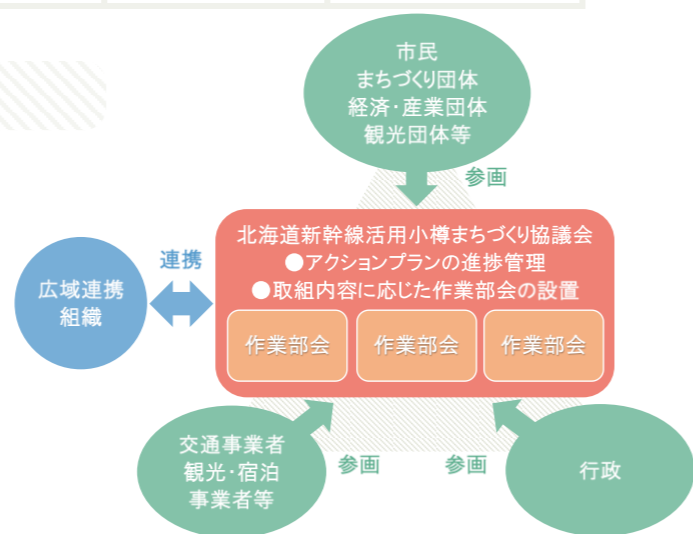 市民
まちづくり団体
経済・産業団体
観光団体等
参画
北海道新幹線活用小樽まちづくり協議会
●アクションプランの進捗管理
●取組内容に応じた作業部会の設置
連携
広域連携
組織
作業部会
作業部会
作業部会
交通事業者
観光・宿泊
事業者等
参画
参画
行政